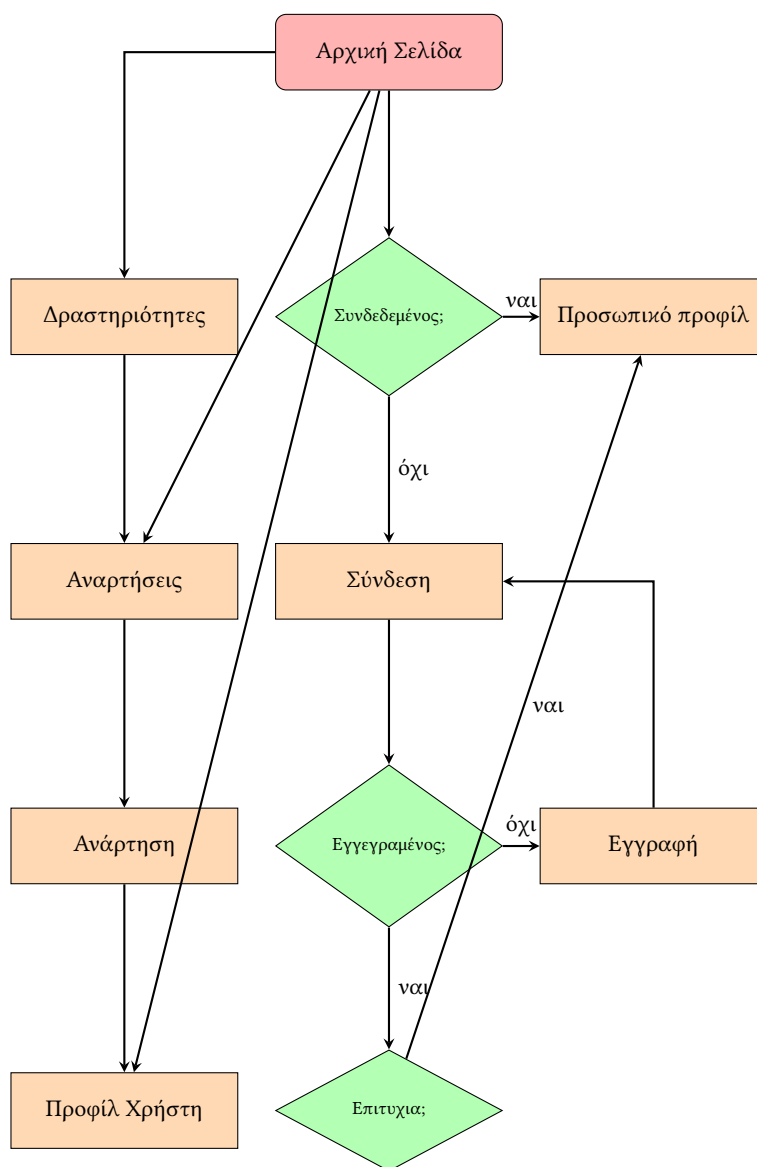 Αρχική Σελίδα
Δραστηριότητες
Συνδεδεμένος;
ναι
Προσωπικό προφίλ
όχι
Αναρτήσεις
Σύνδεση
ναι
Ανάρτηση
Εγγεγραμένος;
όχι
Εγγραφή
ναι
Προφίλ Χρήστη
Επιτυχια;